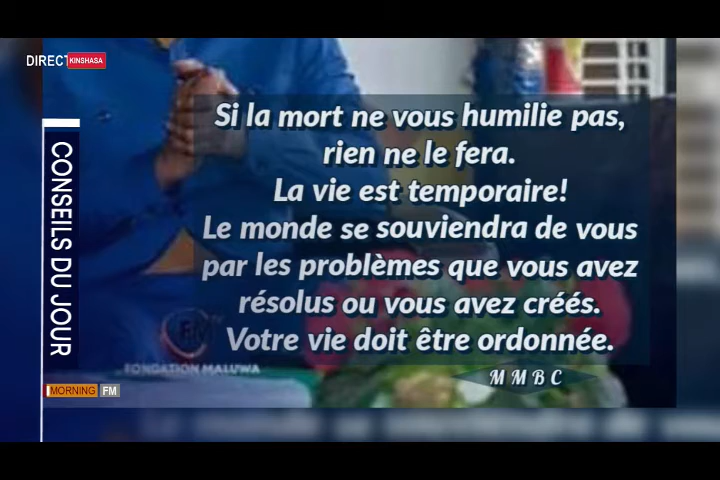 DIRECT KINSHASA
CONSEILS DU JOUR
Si la mort ne vous humilie pas,
rien ne le fera.
La vie est temporaire!
Le monde se souviendra de vous
par les problèmes que vous avez
résolus ou vous avez créés.
Votre vie doit être ordonnée.
M M B C
FM
FONDATION MALUWA
MORNING FM